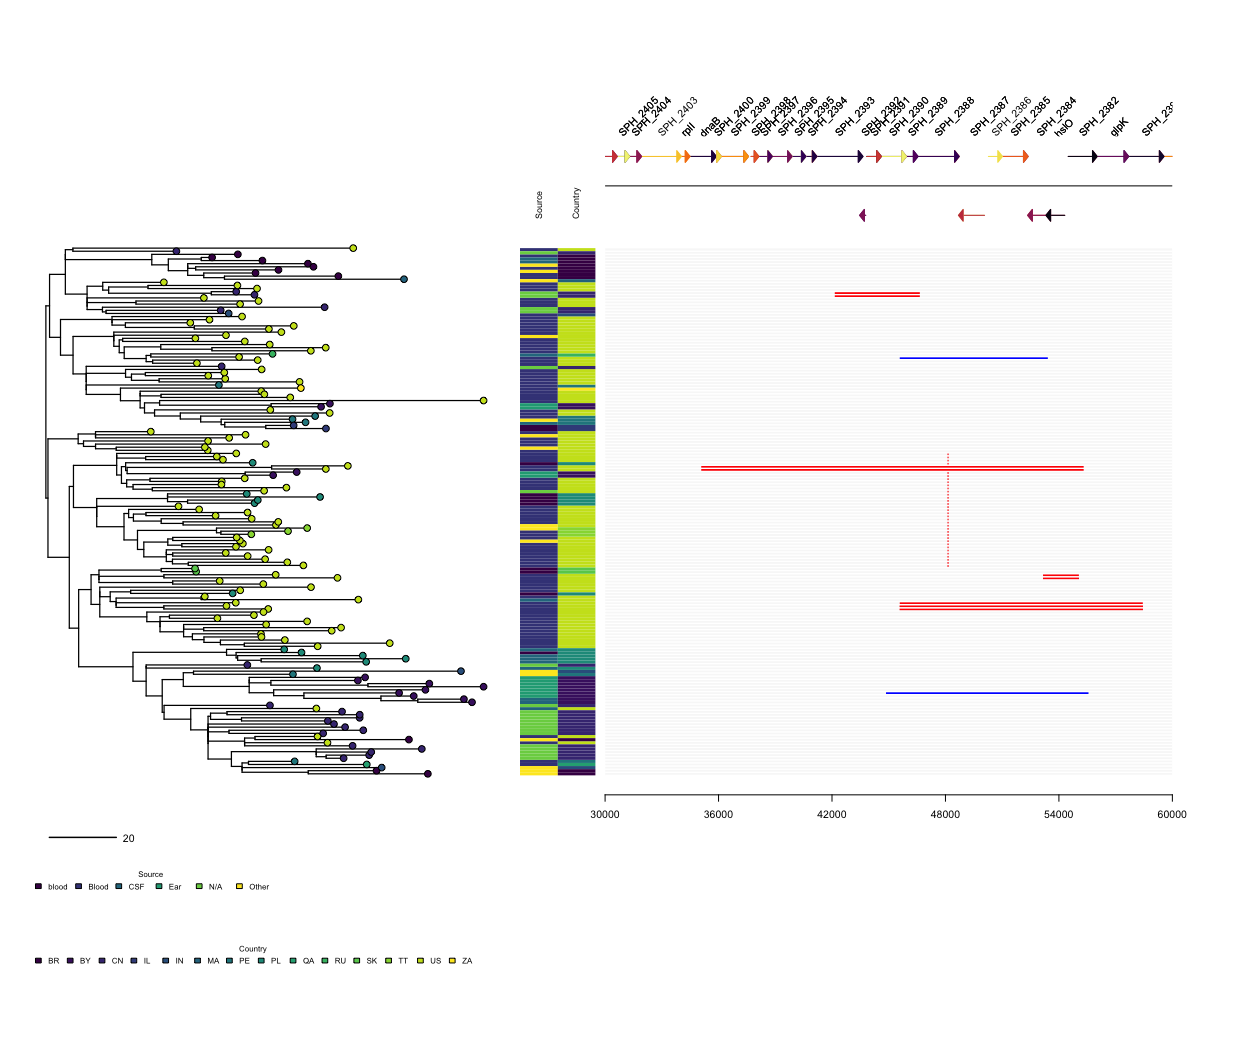 SPH_2405 SPH_2404 SPH_2403 rplI dnaB SPH_2400 SPH_2399 SPH_2398 SPH_2397 SPH_2396 SPH_2395 SPH_2394 SPH_2393 SPH_2392 SPH_2391 SPH_2390 SPH_2389 SPH_2388 SPH_2387 SPH_2386 SPH_2385 SPH_2384 hslO SPH_2382 glpK
Source Country
30000 36000 42000 48000 54000 60000
20
Source
blood Blood CSF Ear N/A Other
Country
BR BY CN IL IN MA PE PL QA RU SK TT US ZA